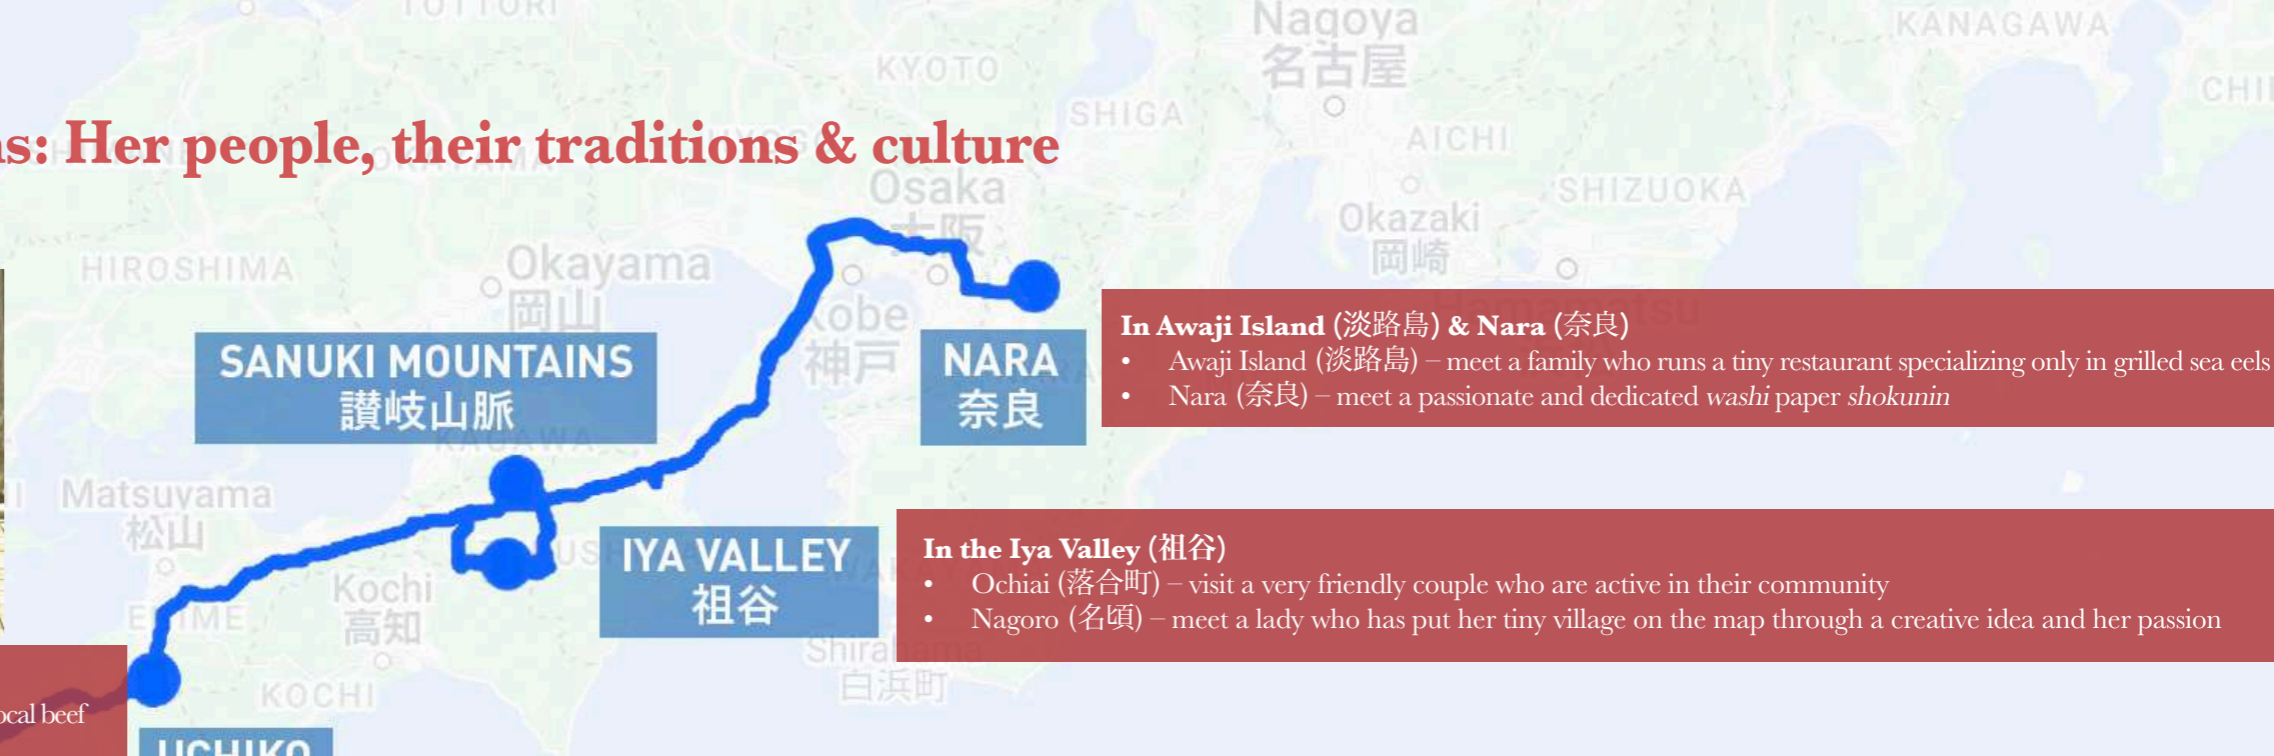 TOTTORI
Nagoya
名古屋
KANAGAWA
KYOTO
SHIGA
AICHI
s: Her people, their traditions & culture
Osaka
大阪
SHIZUOKA
Okazaki
岡崎
HIROSHIMA
Okayama
岡山
Kobe
神戸
SANUKI MOUNTAINS
讃岐山脈
NARA
奈良
In Awaji Island (淡路島) & Nara (奈良)
• Awaji Island (淡路島) – meet a family who runs a tiny restaurant specializing only in grilled sea eels
• Nara (奈良) – meet a passionate and dedicated washi paper shokunin
KAGAWA
Matsuyama
松山
IYA VALLEY
祖谷
In the Iya Valley (祖谷)
• Ochiai (落合町) – visit a very friendly couple who are active in their community
• Nagoro (名頃) – meet a lady who has put her tiny village on the map through a creative idea and her passion
Kochi
高知
EHIME
白浜町
KOCHI
ocal beef
UCHIKO